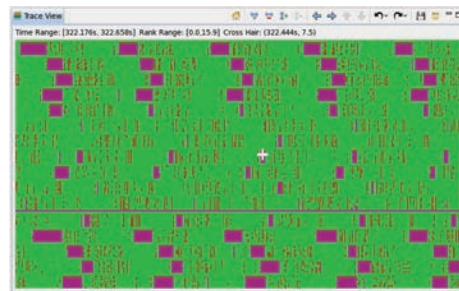 Trace View
Time Range: [322.176s, 322.658s] Rank Range: [0.0,15.9] Cross Hair: (322.444s, 7.5)